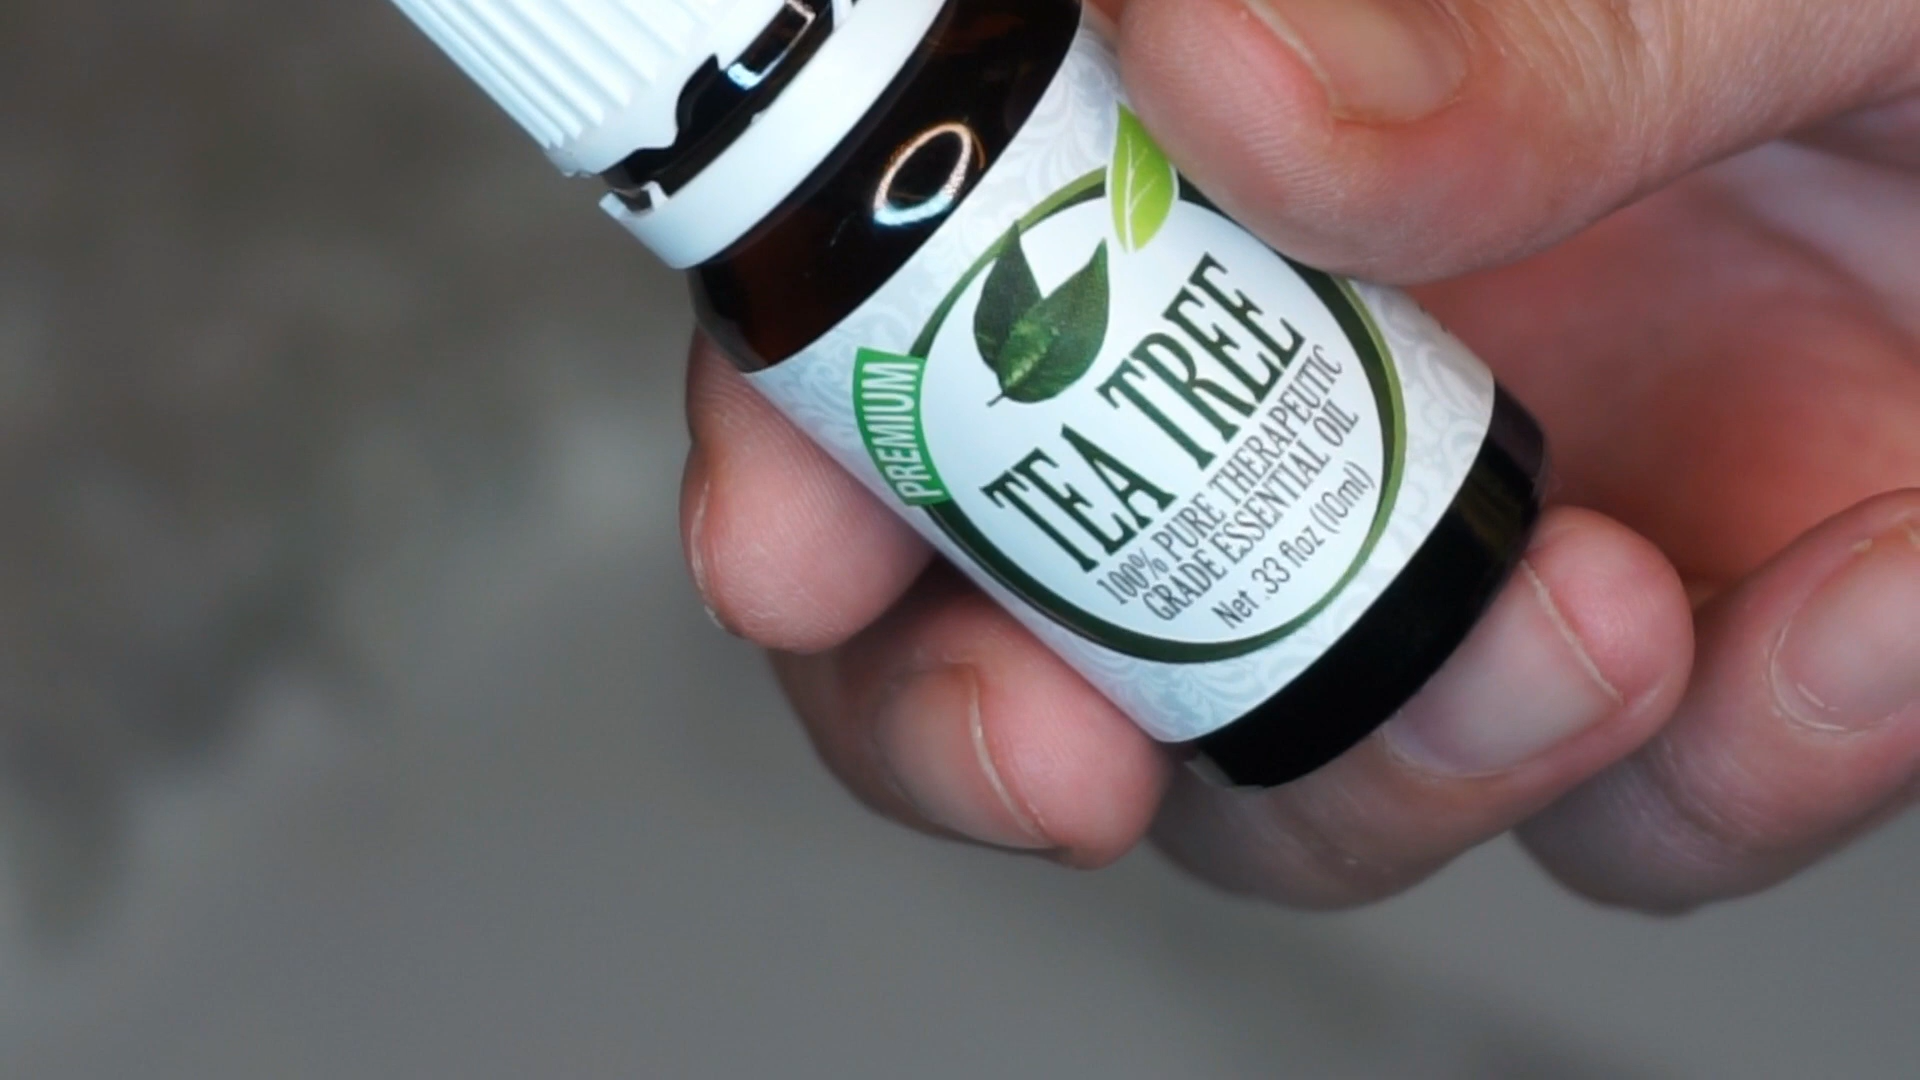 PREMIUM
TEA TREE
100% PURE THERAPEUTIC
GRADE ESSENTIAL OIL
Net .33 floz (10ml)